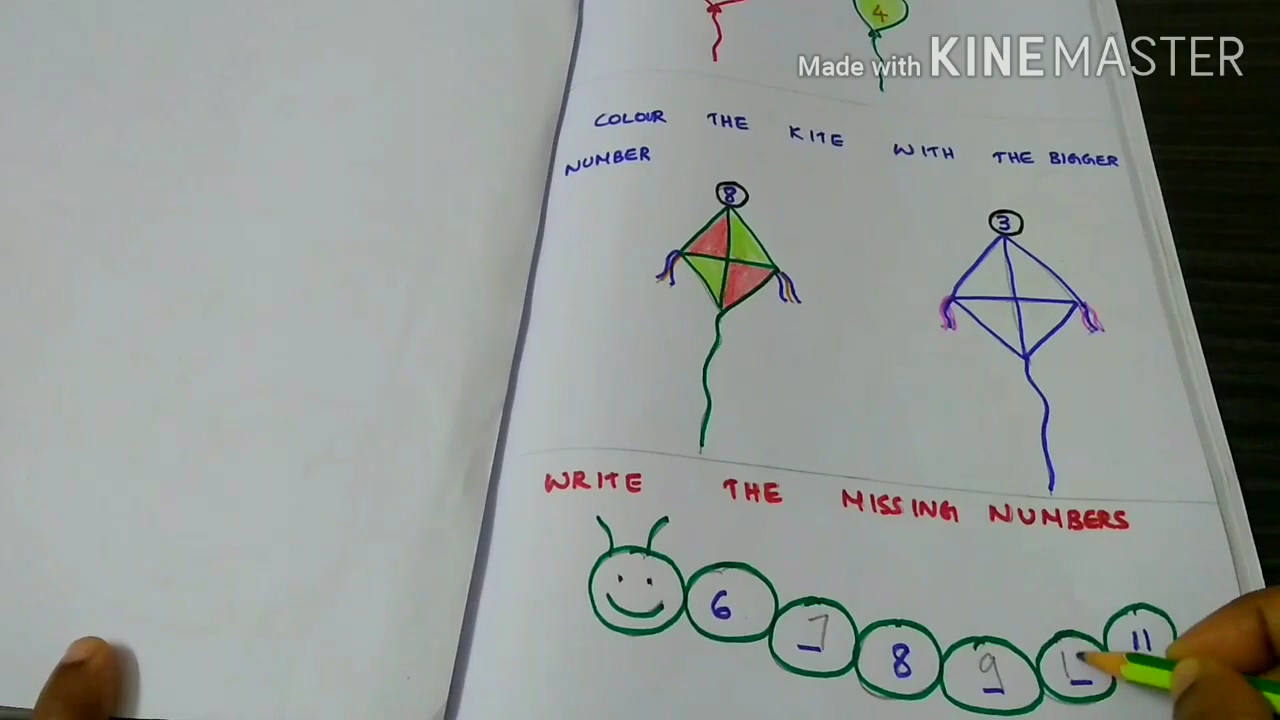 4
Made with KINEMASTER
COLOUR THE KITE WITH THE BIGGER
NUMBER
8
3
WRITE THE MISSING NUMBERS
6 7 8 9 1 11